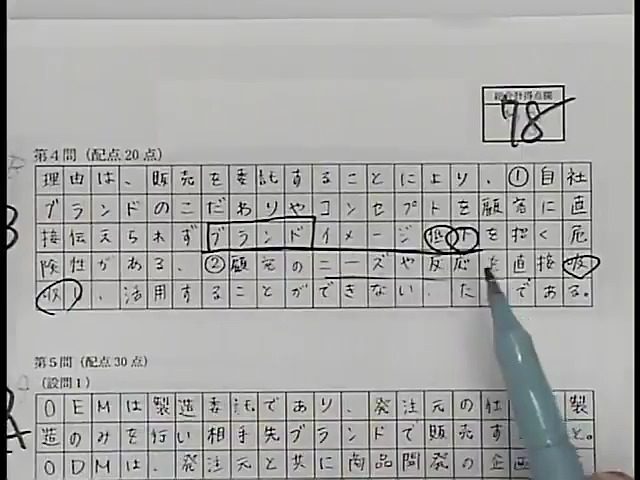 総合計得点欄
78
第4問（配点20点）
理由は、販売を委託することにより、①自社
ブランドのこだわりやコンセプトを顧客に直
接伝えられずブランドイメージ低下を招く危
険性がある、②顧客のニーズや反応を直接吸
収し、活用することができない、ためである。
第5問（配点30点）
（設問1）
OEMは製造委託であり、発注元の仕 製
造のみを行い相手先ブランドで販売す と。
ODMは、発注元と共に商品開発の企画